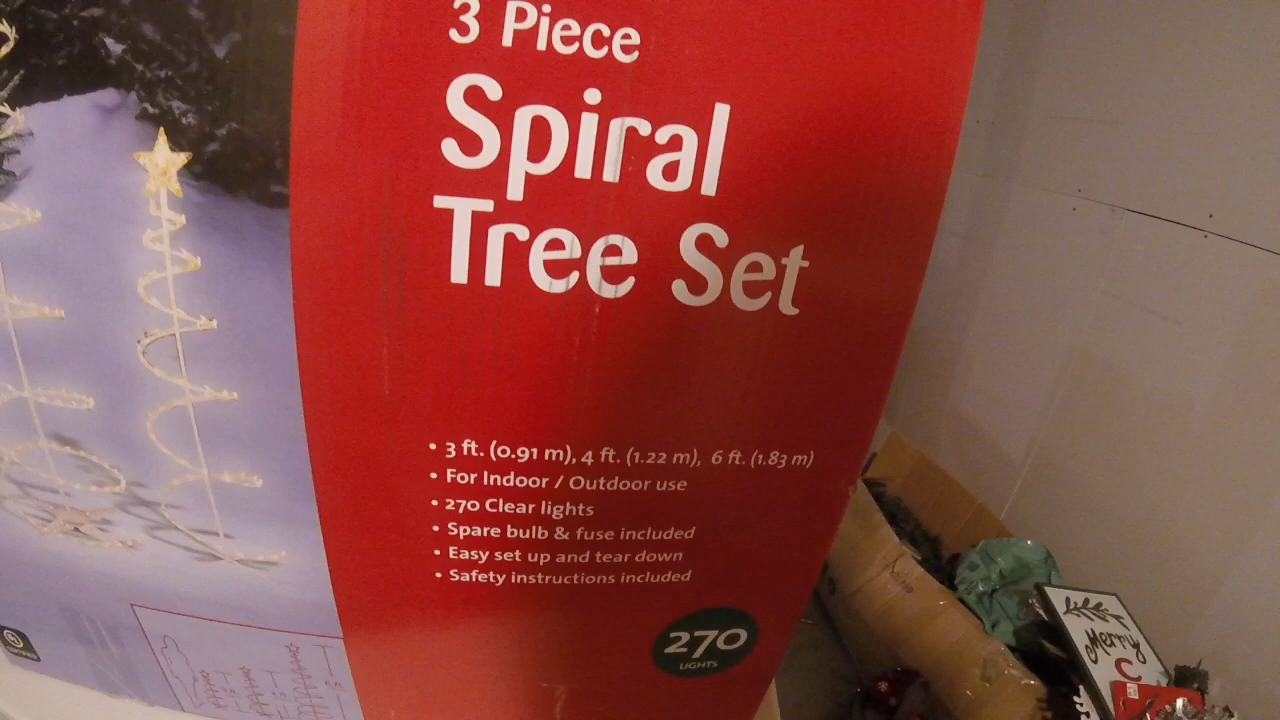 3 Piece
Spiral
Tree Set
• 3 ft. (0.91 m), 4 ft. (1.22 m), 6 ft. (1.83 m)
• For Indoor / Outdoor use
• 270 Clear lights
• Spare bulb & fuse included
• Easy set up and tear down
• Safety instructions included
270
LIGHTS
Merry
C